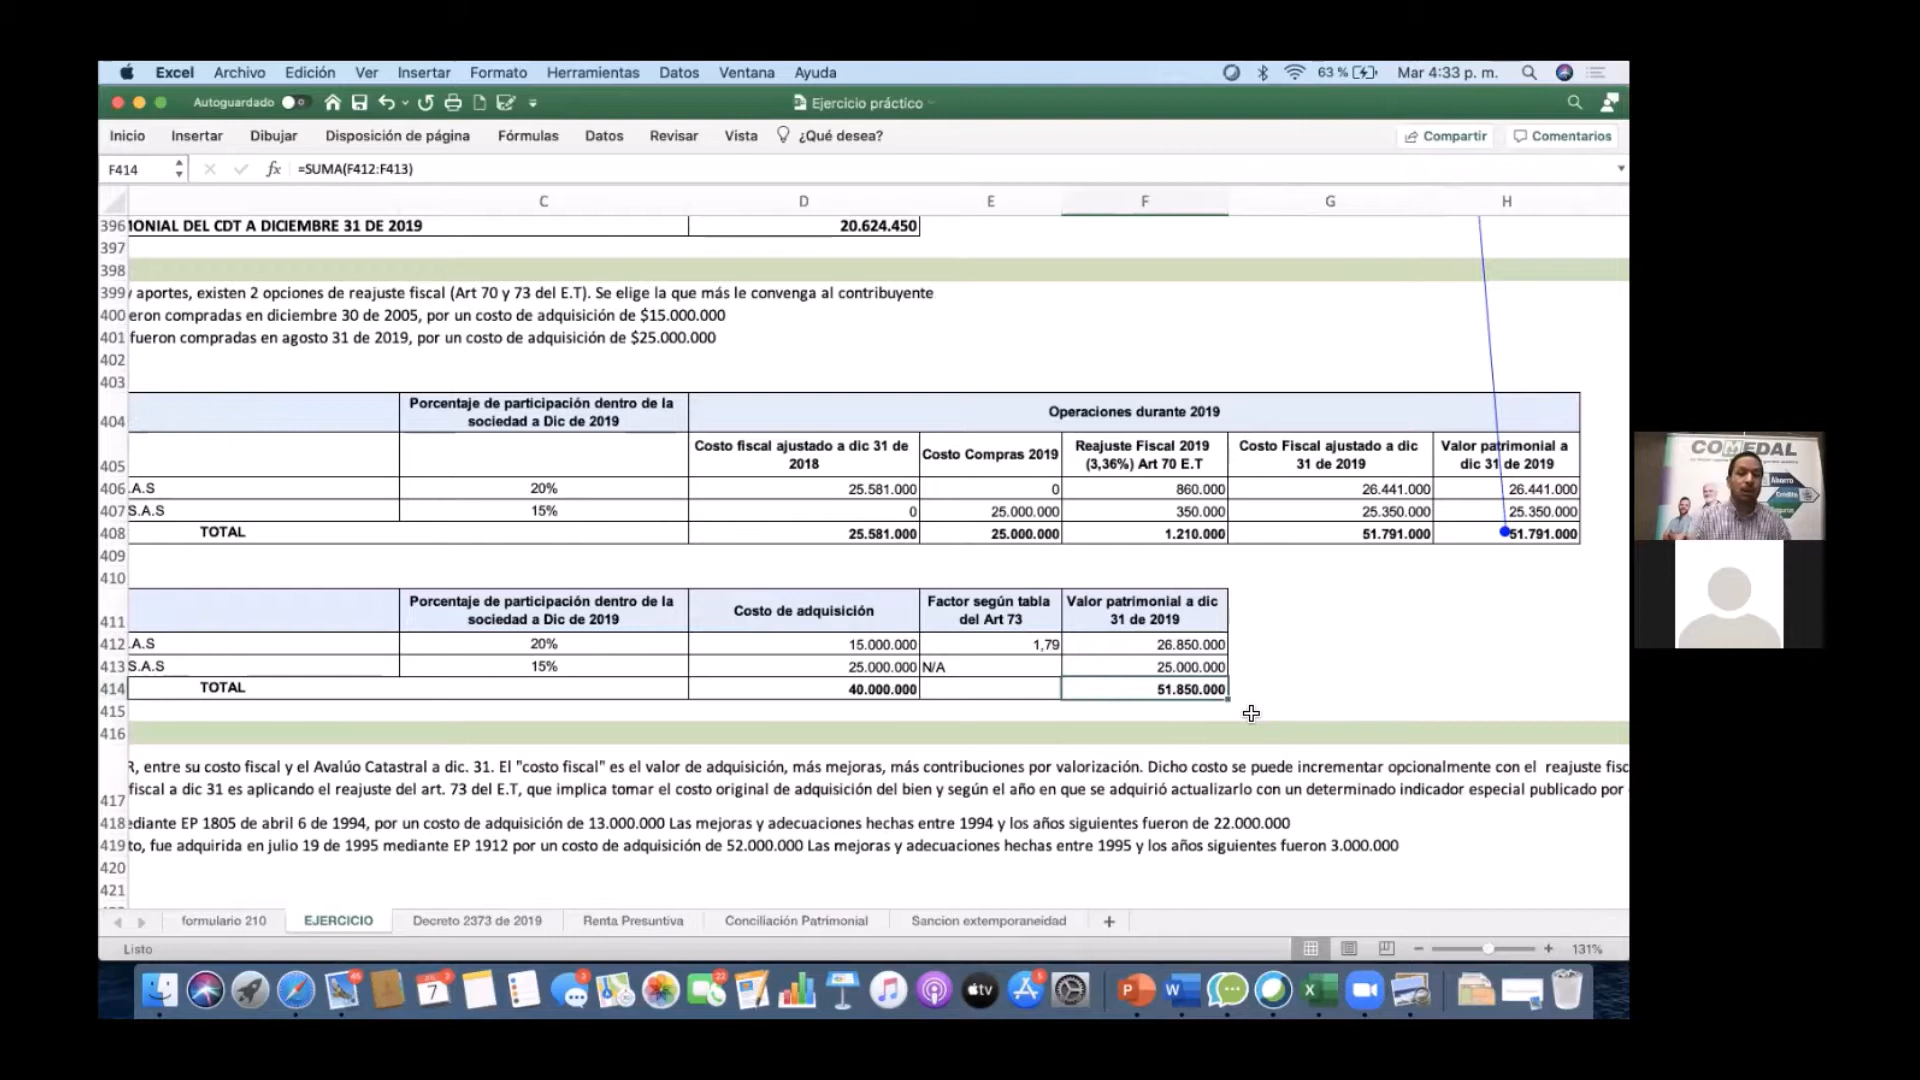 Excel Archivo Edición Ver Insertar Formato Herramientas Datos Ventana Ayuda 63 % Mar 4:33 p. m.
Autoguardado Ejercicio práctico
Inicio Insertar Dibujar Disposición de página Fórmulas Datos Revisar Vista ¿Qué desea? Compartir Comentarios
F414 fx =SUMA(F412:F413)
C D E F G H
396 MONIAL DEL CDT A DICIEMBRE 31 DE 2019 20.624.450
397
398
399 y aportes, existen 2 opciones de reajuste fiscal (Art 70 y 73 del E.T). Se elige la que más le convenga al contribuyente
400 eron compradas en diciembre 30 de 2005, por un costo de adquisición de $15.000.000
401 fueron compradas en agosto 31 de 2019, por un costo de adquisición de $25.000.000
402
403
404 Porcentaje de participación dentro de la sociedad a Dic de 2019 Operaciones durante 2019
405 Costo fiscal ajustado a dic 31 de 2018 Costo Compras 2019 Reajuste Fiscal 2019 (3,36%) Art 70 E.T Costo Fiscal ajustado a dic 31 de 2019 Valor patrimonial a dic 31 de 2019
406 .A.S 20% 25.581.000 0 860.000 26.441.000 26.441.000
407 S.A.S 15% 0 25.000.000 350.000 25.350.000 25.350.000
408 TOTAL 25.581.000 25.000.000 1.210.000 51.791.000 51.791.000
409
410
411 Porcentaje de participación dentro de la sociedad a Dic de 2019 Costo de adquisición Factor según tabla del Art 73 Valor patrimonial a dic 31 de 2019
412 .A.S 20% 15.000.000 1,79 26.850.000
413 S.A.S 15% 25.000.000 N/A 25.000.000
414 TOTAL 40.000.000 51.850.000
415
416
R, entre su costo fiscal y el Avalúo Catastral a dic. 31. El "costo fiscal" es el valor de adquisición, más mejoras, más contribuciones por valorización. Dicho costo se puede incrementar opcionalmente con el reajuste fisc
417 fiscal a dic 31 es aplicando el reajuste del art. 73 del E.T, que implica tomar el costo original de adquisición del bien y según el año en que se adquirió actualizarlo con un determinado indicador especial publicado por
418 ediante EP 1805 de abril 6 de 1994, por un costo de adquisición de 13.000.000 Las mejoras y adecuaciones hechas entre 1994 y los años siguientes fueron de 22.000.000
419 to, fue adquirida en julio 19 de 1995 mediante EP 1912 por un costo de adquisición de 52.000.000 Las mejoras y adecuaciones hechas entre 1995 y los años siguientes fueron 3.000.000
420
421
formulario 210 EJERCICIO Decreto 2373 de 2019 Renta Presuntiva Conciliación Patrimonial Sancion extemporaneidad +
Listo 131%
COMEDAL
Ahorro
Crédito
7
tv
P W X